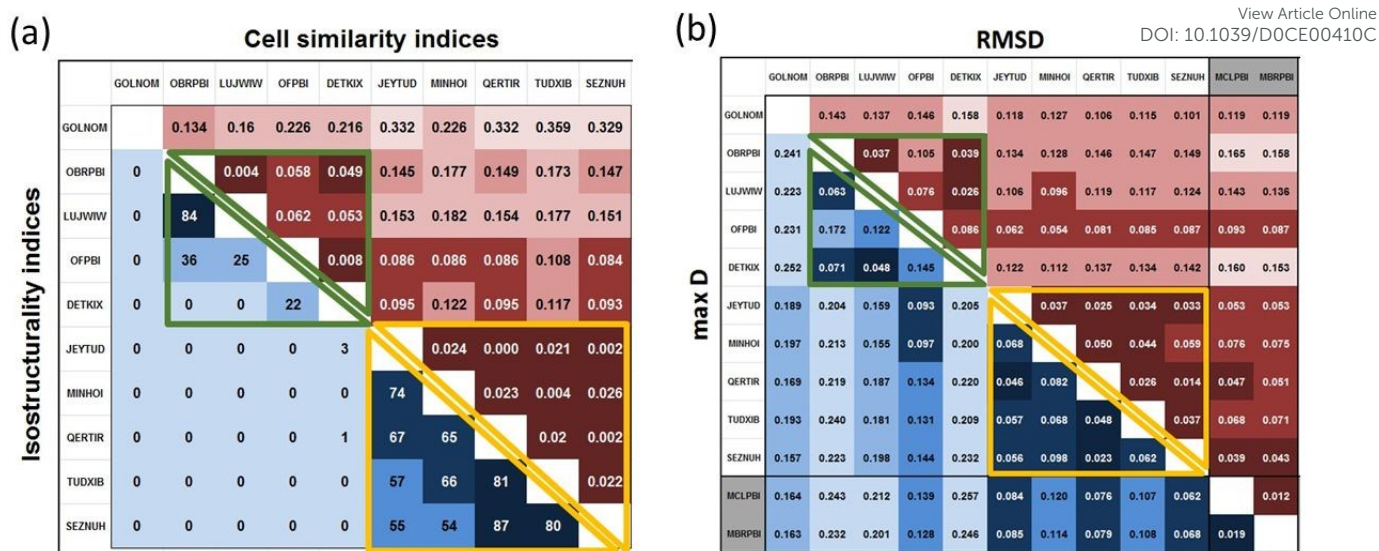 View Article Online
DOI: 10.1039/D0CE00410C
(a)
Cell similarity indices
GOLNOM OBRPBI LUJWIW OFPBI DETKIX JEYTUD MINHOI QERTIR TUDXIB SEZNUH
GOLNOM 0.134 0.16 0.226 0.216 0.332 0.226 0.332 0.359 0.329
OBRPBI 0 0.004 0.058 0.049 0.145 0.177 0.149 0.173 0.147
LUJWIW 0 84 0.062 0.053 0.153 0.182 0.154 0.177 0.151
OFPBI 0 36 25 0.008 0.086 0.086 0.086 0.108 0.084
DETKIX 0 0 0 22 0.095 0.122 0.095 0.117 0.093
JEYTUD 0 0 0 0 3 0.024 0.000 0.021 0.002
MINHOI 0 0 0 0 0 74 0.023 0.004 0.026
QERTIR 0 0 0 0 1 67 65 0.02 0.002
TUDXIB 0 0 0 0 0 57 66 81 0.022
SEZNUH 0 0 0 0 0 55 54 87 80
Isostructurality indices
(b)
RMSD
GOLNOM OBRPBI LUJWIW OFPBI DETKIX JEYTUD MINHOI QERTIR TUDXIB SEZNUH MCLPBI MBRPBI
GOLNOM 0.143 0.137 0.146 0.158 0.118 0.127 0.106 0.115 0.101 0.119 0.119
OBRPBI 0.241 0.037 0.105 0.039 0.134 0.128 0.146 0.147 0.149 0.165 0.158
LUJWIW 0.223 0.063 0.076 0.026 0.106 0.096 0.119 0.117 0.124 0.143 0.136
OFPBI 0.231 0.172 0.122 0.086 0.062 0.054 0.081 0.085 0.087 0.093 0.087
DETKIX 0.252 0.071 0.048 0.145 0.122 0.112 0.137 0.134 0.142 0.160 0.153
JEYTUD 0.189 0.204 0.159 0.093 0.205 0.037 0.025 0.034 0.033 0.053 0.053
MINHOI 0.197 0.213 0.155 0.097 0.200 0.068 0.050 0.044 0.059 0.076 0.075
QERTIR 0.169 0.219 0.187 0.134 0.220 0.046 0.082 0.026 0.014 0.047 0.051
TUDXIB 0.193 0.240 0.181 0.131 0.209 0.057 0.068 0.048 0.037 0.068 0.071
SEZNUH 0.157 0.223 0.198 0.144 0.232 0.056 0.098 0.023 0.062 0.039 0.043
MCLPBI 0.164 0.243 0.212 0.139 0.257 0.084 0.120 0.076 0.107 0.062 0.012
MBRPBI 0.163 0.232 0.201 0.128 0.246 0.085 0.114 0.079 0.108 0.068 0.019
max D